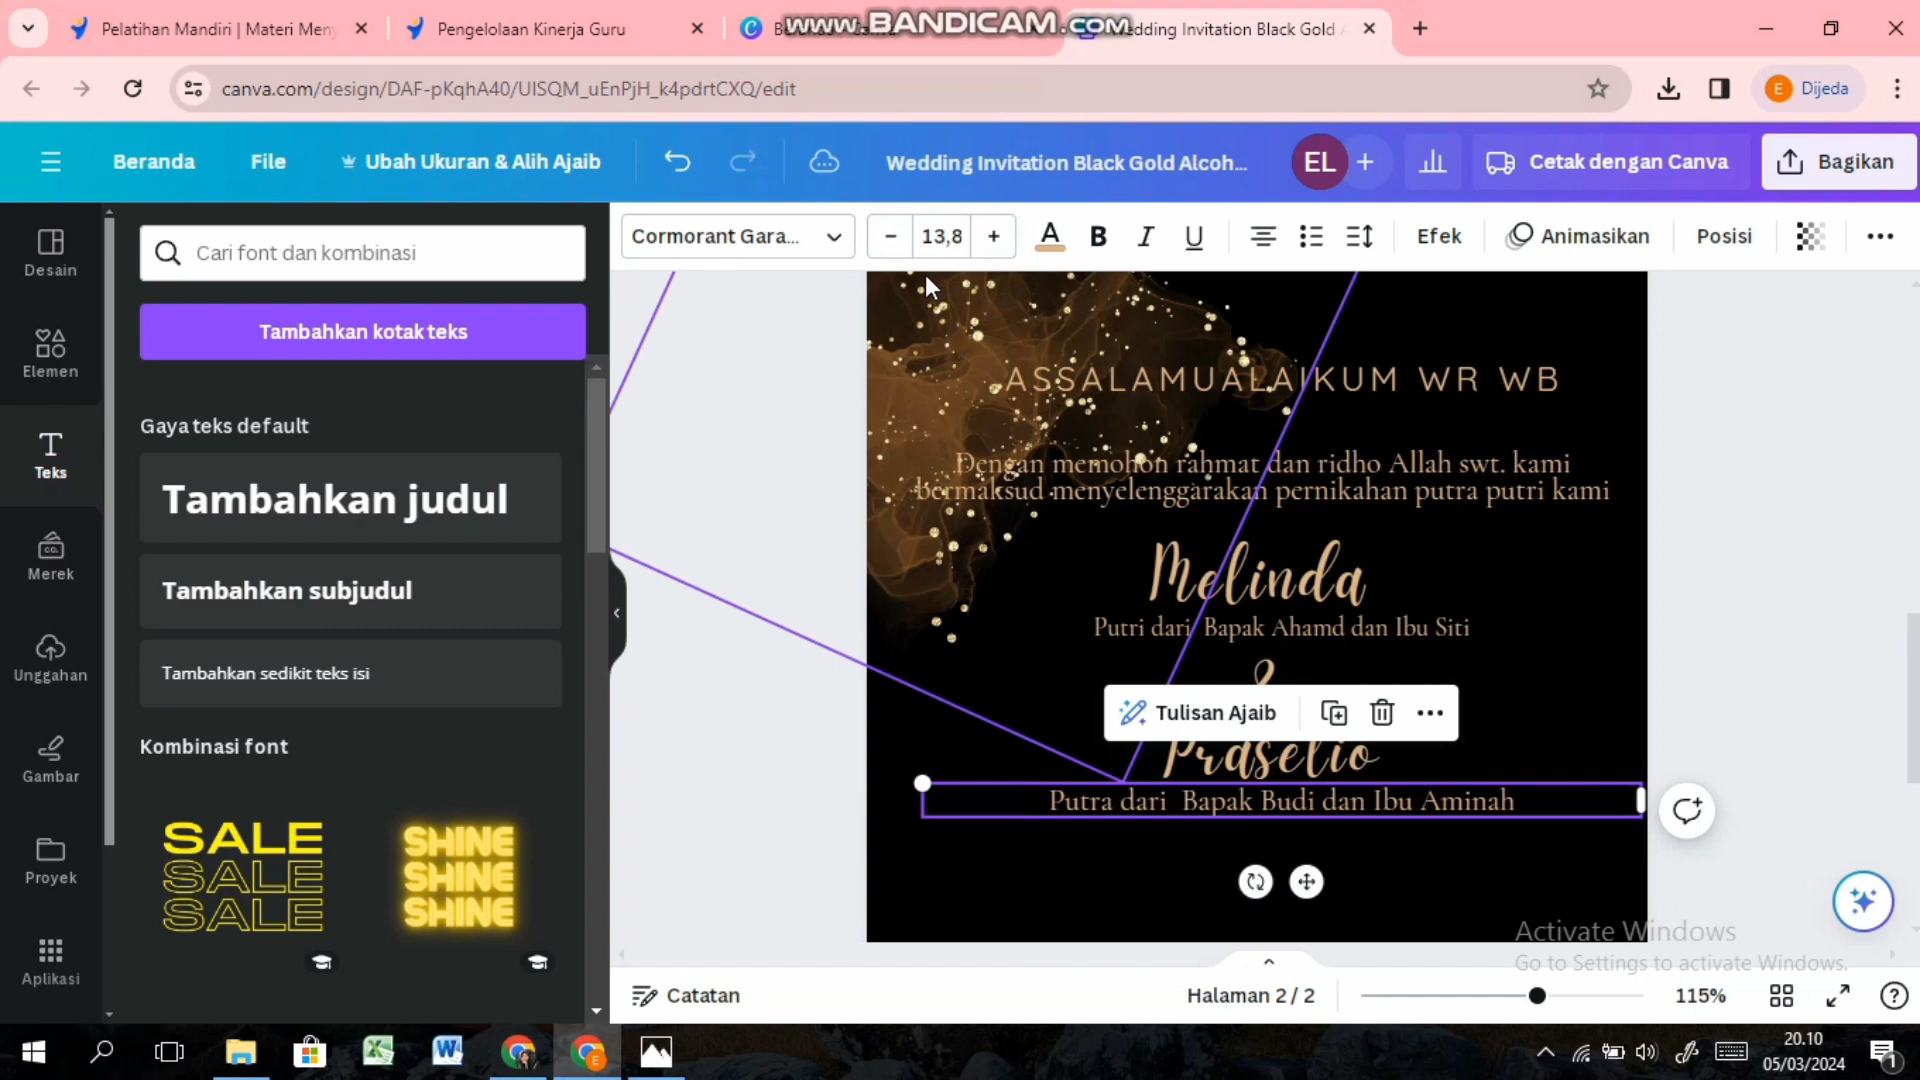 www.BANDICAM.com
Pelatihan Mandiri | Materi Meny
Pengelolaan Kinerja Guru
Wedding Invitation Black Gold A
canva.com/design/DAF-pKqhA40/UISQM_uEnPjH_k4pdrtCXQ/edit
E Dijeda
Beranda
File
Ubah Ukuran & Alih Ajaib
Wedding Invitation Black Gold Alcoh...
EL
Cetak dengan Canva
Bagikan
Cormorant Gara...
13,8
A
B
I
U
Efek
Animasikan
Posisi
Desain
Elemen
Teks
Merek
Unggahan
Gambar
Proyek
Aplikasi
Cari font dan kombinasi
Tambahkan kotak teks
Gaya teks default
Tambahkan judul
Tambahkan subjudul
Tambahkan sedikit teks isi
Kombinasi font
SALE
SALE
SALE
SHINE
SHINE
SHINE
ASSALAMUALAIKUM WR WB
Dengan memohon rahmat dan ridho Allah swt. kami
bermaksud menyelenggarakan pernikahan putra putri kami
Melinda
Putri dari Bapak Ahamd dan Ibu Siti
Tulisan Ajaib
Prasetio
Putra dari Bapak Budi dan Ibu Aminah
Activate Windows
Go to Settings to activate Windows.
Catatan
Halaman 2 / 2
115%
20.10
05/03/2024
1